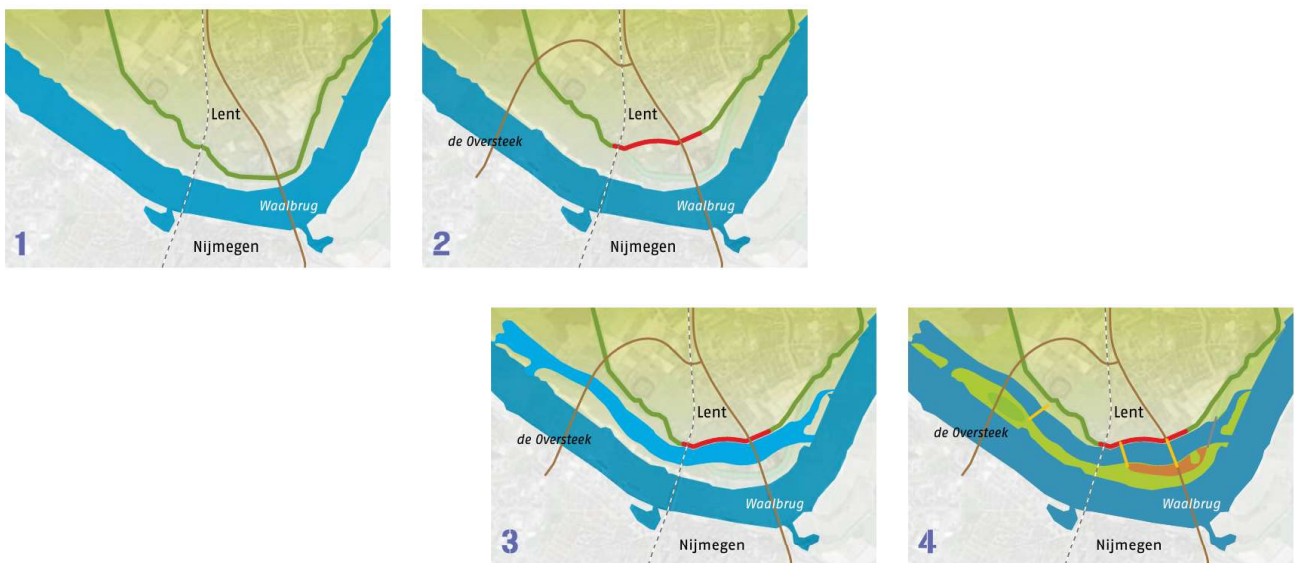 Lent
Waalbrug
Nijmegen
1
Lent
de Oversteek
Waalbrug
Nijmegen
2
Lent
de Oversteek
Waalbrug
Nijmegen
3
Lent
de Oversteek
Waalbrug
Nijmegen
4